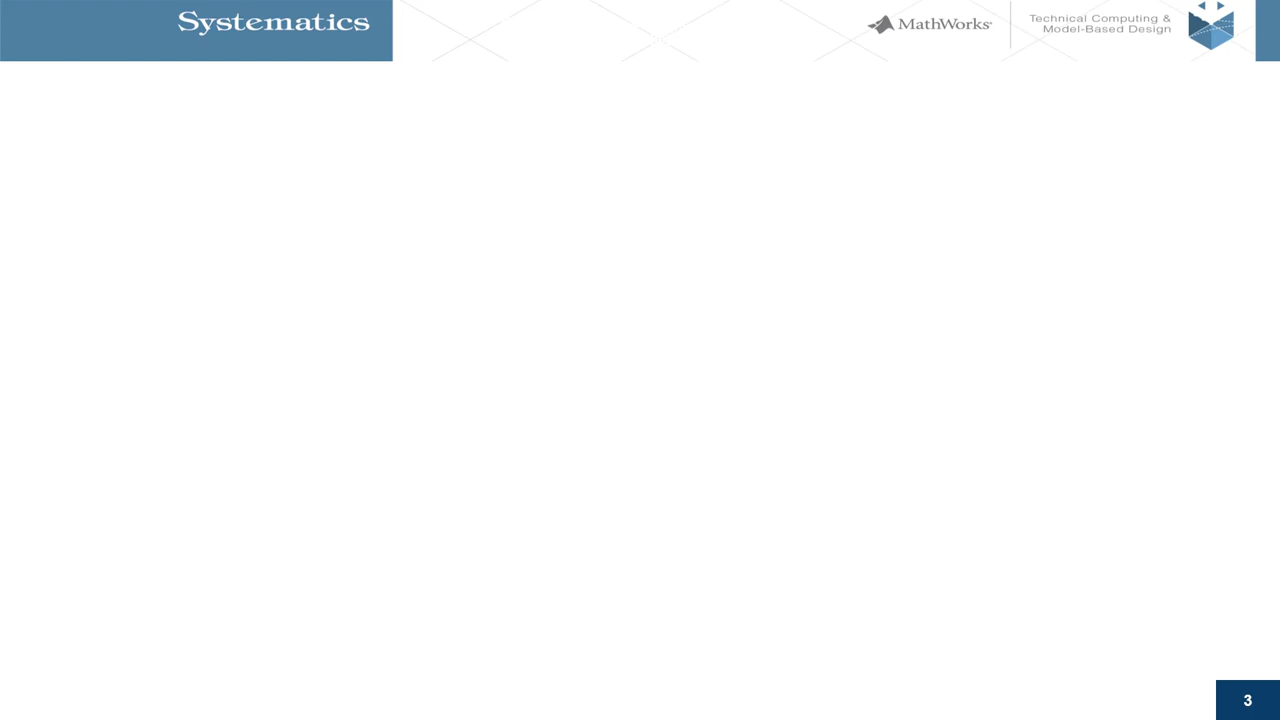 Systematics
MathWorks®
Technical Computing &
Model-Based Design
3